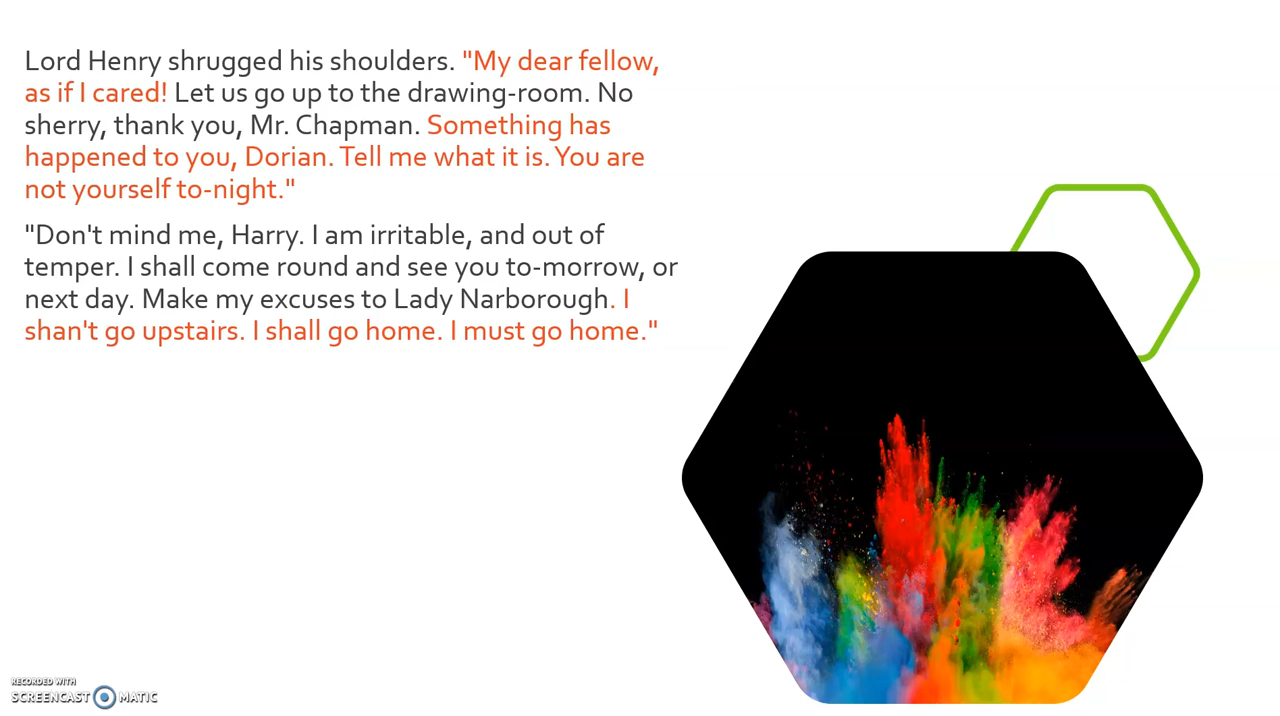 Lord Henry shrugged his shoulders. "My dear fellow,
as if I cared! Let us go up to the drawing-room. No
sherry, thank you, Mr. Chapman. Something has
happened to you, Dorian. Tell me what it is. You are
not yourself to-night."
"Don't mind me, Harry. I am irritable, and out of
temper. I shall come round and see you to-morrow, or
next day. Make my excuses to Lady Narborough. I
shan't go upstairs. I shall go home. I must go home."
RECORDED WITH
SCREENCAST MATIC